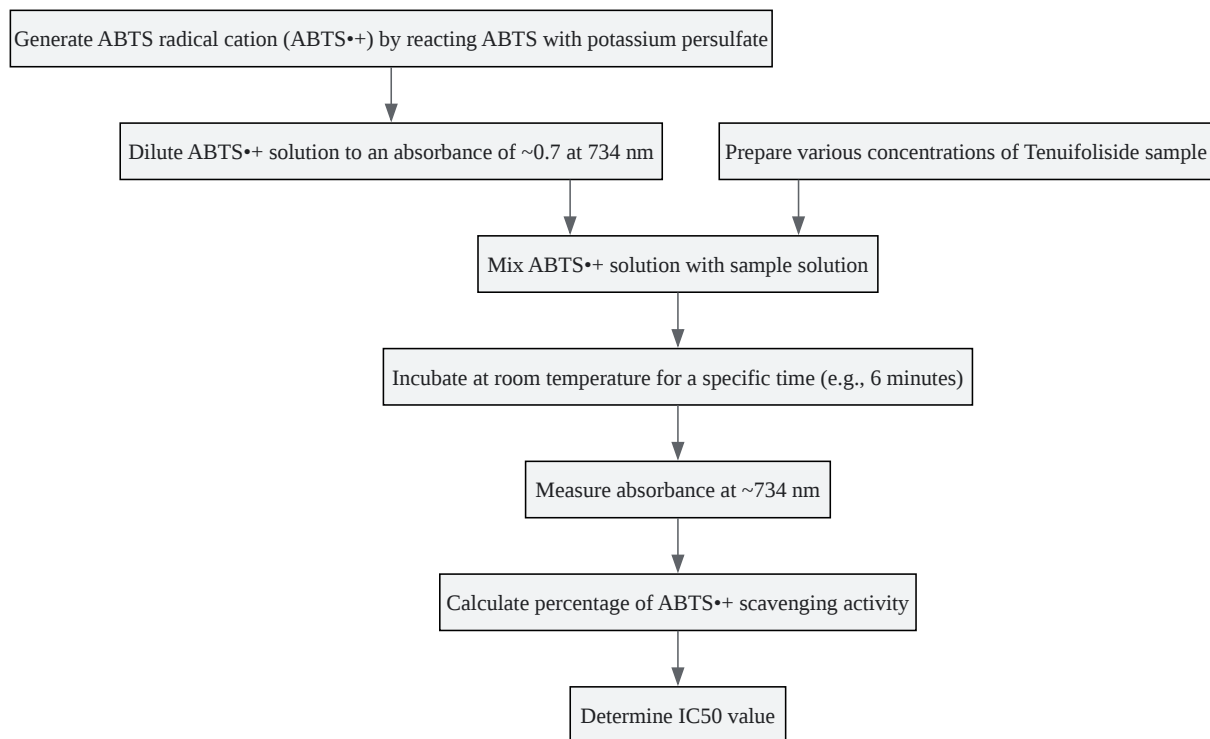 Generate ABTS radical cation (ABTS•+) by reacting ABTS with potassium persulfate
Dilute ABTS•+ solution to an absorbance of ~0.7 at 734 nm
Prepare various concentrations of Tenuifoliside sample
Mix ABTS•+ solution with sample solution
Incubate at room temperature for a specific time (e.g., 6 minutes)
Measure absorbance at ~734 nm
Calculate percentage of ABTS•+ scavenging activity
Determine IC50 value